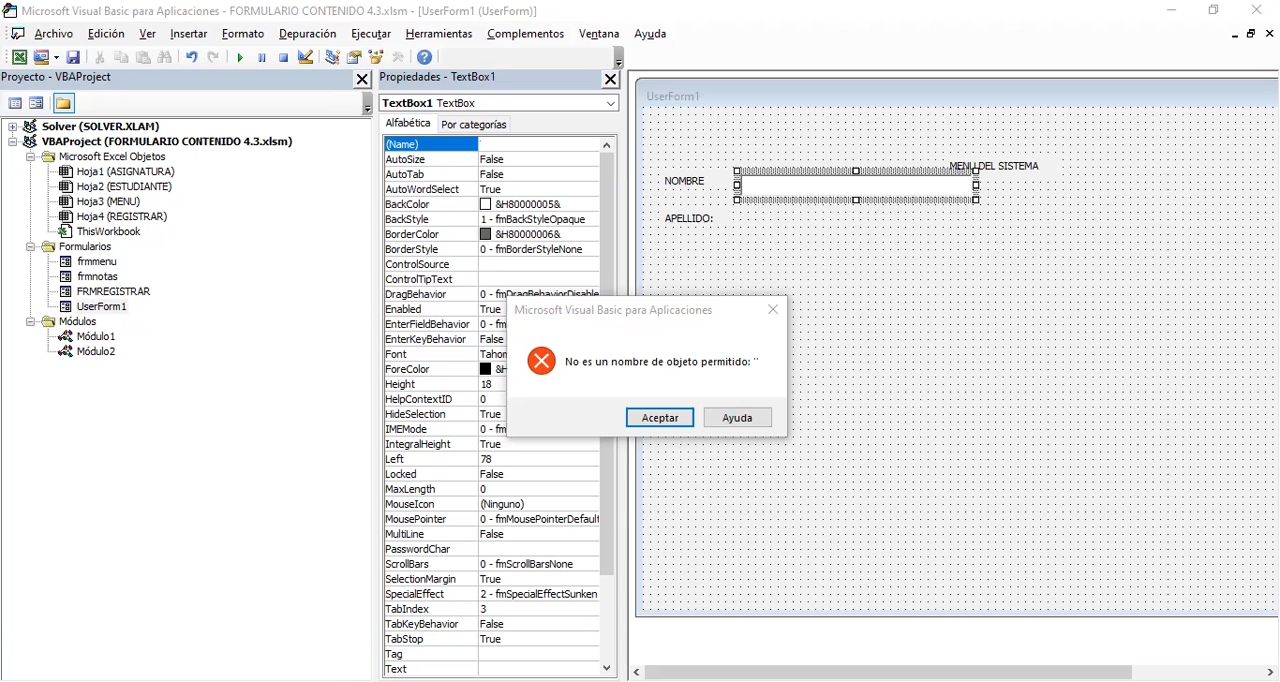 Microsoft Visual Basic para Aplicaciones - FORMULARIO CONTENIDO 4.3.xlsm - [UserForm1 (UserForm)]
Archivo Edición Ver Insertar Formato Depuración Ejecutar Herramientas Complementos Ventana Ayuda
Proyecto - VBAProject
Solver (SOLVER.XLAM)
VBAProject (FORMULARIO CONTENIDO 4.3.xlsm)
Microsoft Excel Objetos
Hoja1 (ASIGNATURA)
Hoja2 (ESTUDIANTE)
Hoja3 (MENU)
Hoja4 (REGISTRAR)
ThisWorkbook
Formularios
frmmenu
frmnotas
FRMREGISTRAR
UserForm1
Módulos
Módulo1
Módulo2
Propiedades - TextBox1
TextBox1 TextBox
Alfabética Por categorías
(Name)
AutoSize False
AutoTab False
AutoWordSelect True
BackColor &H80000005&
BackStyle 1 - fmBackStyleOpaque
BorderColor &H80000006&
BorderStyle 0 - fmBorderStyleNone
ControlSource
ControlTipText
DragBehavior 0 - fmDragBehaviorDisable
Enabled True
EnterFieldBehavior 0 - fm
EnterKeyBehavior False
Font Tahom
ForeColor &H
Height 18
HelpContextID 0
HideSelection True
IMEMode 0 - fm
IntegralHeight True
Left 78
Locked False
MaxLength 0
MouseIcon (Ninguno)
MousePointer 0 - fmMousePointerDefault
MultiLine False
PasswordChar
ScrollBars 0 - fmScrollBarsNone
SelectionMargin True
SpecialEffect 2 - fmSpecialEffectSunken
TabIndex 3
TabKeyBehavior False
TabStop True
Tag
Text
UserForm1
MENU DEL SISTEMA
NOMBRE
APELLIDO:
Microsoft Visual Basic para Aplicaciones
No es un nombre de objeto permitido: ''
Aceptar Ayuda